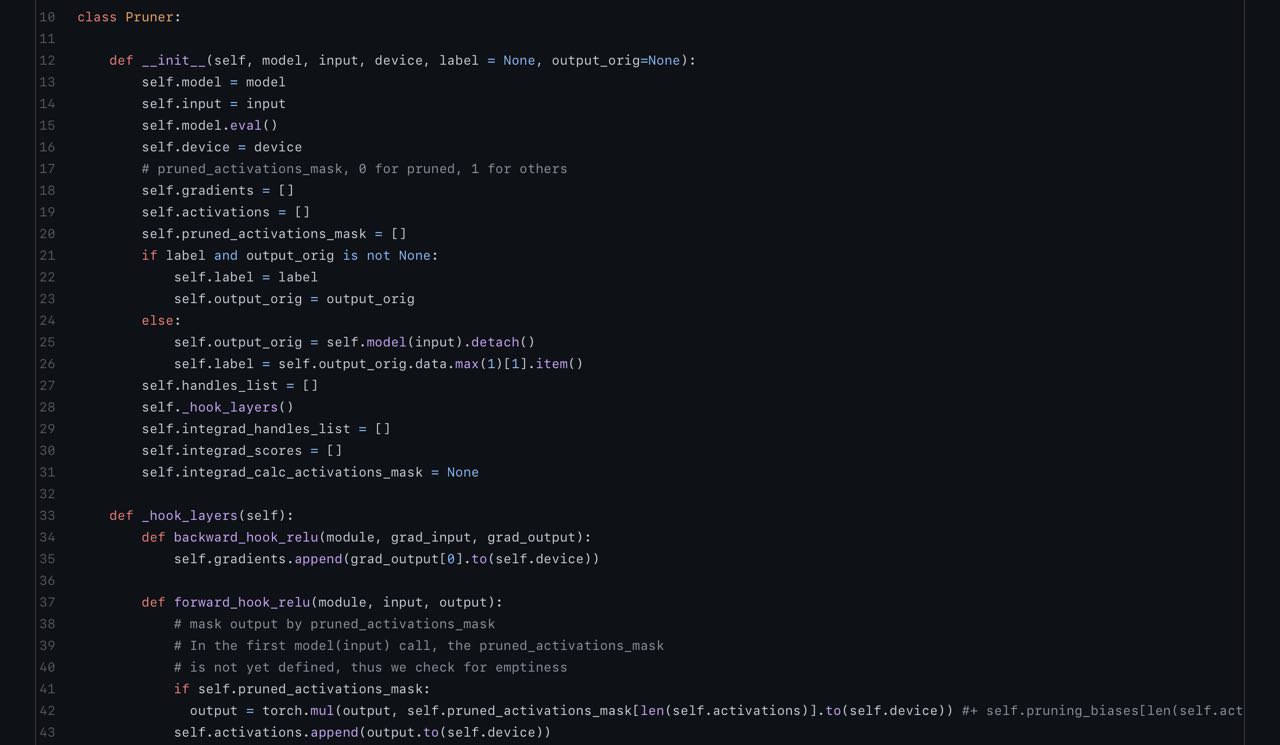 10 class Pruner:
11
12     def __init__(self, model, input, device, label = None, output_orig=None):
13         self.model = model
14         self.input = input
15         self.model.eval()
16         self.device = device
17         # pruned_activations_mask, 0 for pruned, 1 for others
18         self.gradients = []
19         self.activations = []
20         self.pruned_activations_mask = []
21         if label and output_orig is not None:
22             self.label = label
23             self.output_orig = output_orig
24         else:
25             self.output_orig = self.model(input).detach()
26             self.label = self.output_orig.data.max(1)[1].item()
27         self.handles_list = []
28         self._hook_layers()
29         self.integrad_handles_list = []
30         self.integrad_scores = []
31         self.integrad_calc_activations_mask = None
32
33     def _hook_layers(self):
34         def backward_hook_relu(module, grad_input, grad_output):
35             self.gradients.append(grad_output[0].to(self.device))
36
37         def forward_hook_relu(module, input, output):
38             # mask output by pruned_activations_mask
39             # In the first model(input) call, the pruned_activations_mask
40             # is not yet defined, thus we check for emptiness
41             if self.pruned_activations_mask:
42               output = torch.mul(output, self.pruned_activations_mask[len(self.activations)].to(self.device)) #+ self.pruning_biases[len(self.act
43             self.activations.append(output.to(self.device))